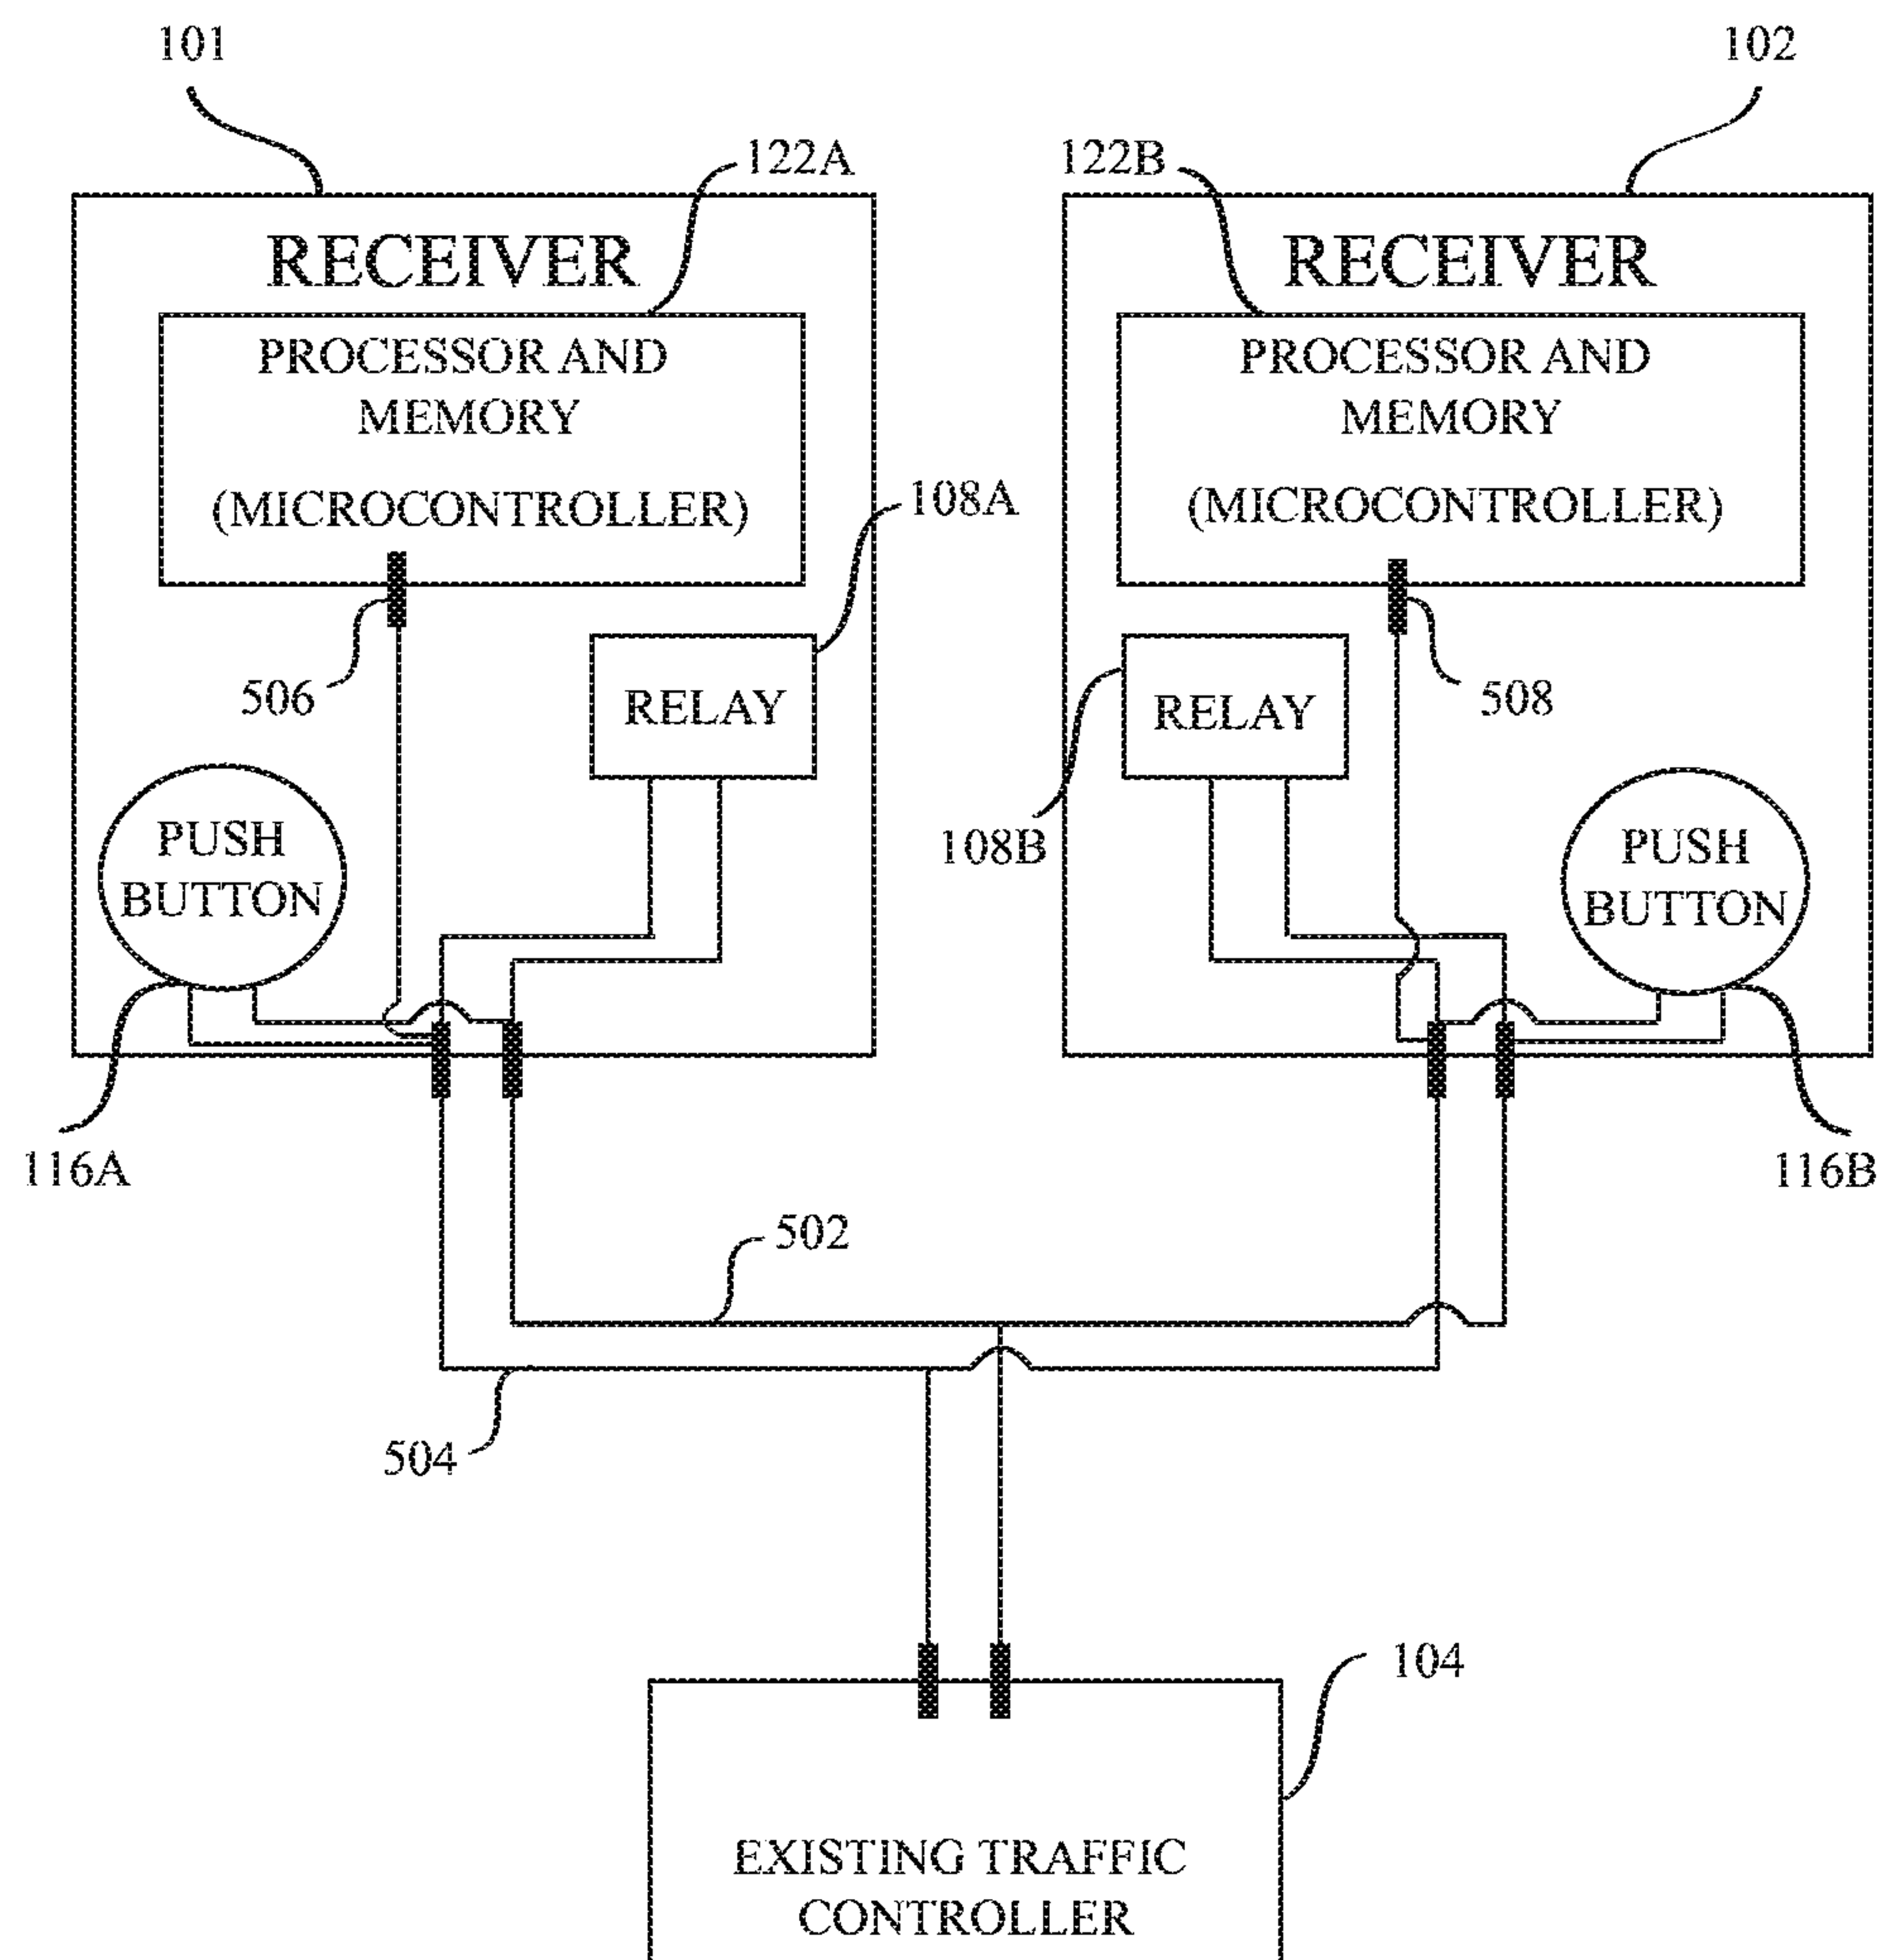 101
102
122A
122B
RECEIVER
RECEIVER
PROCESSOR AND
MEMORY
(MICROCONTROLLER)
PROCESSOR AND
MEMORY
(MICROCONTROLLER)
108A
506
RELAY
RELAY
508
PUSH
BUTTON
108B
PUSH
BUTTON
116A
116B
502
504
104
EXISTING TRAFFIC
CONTROLLER